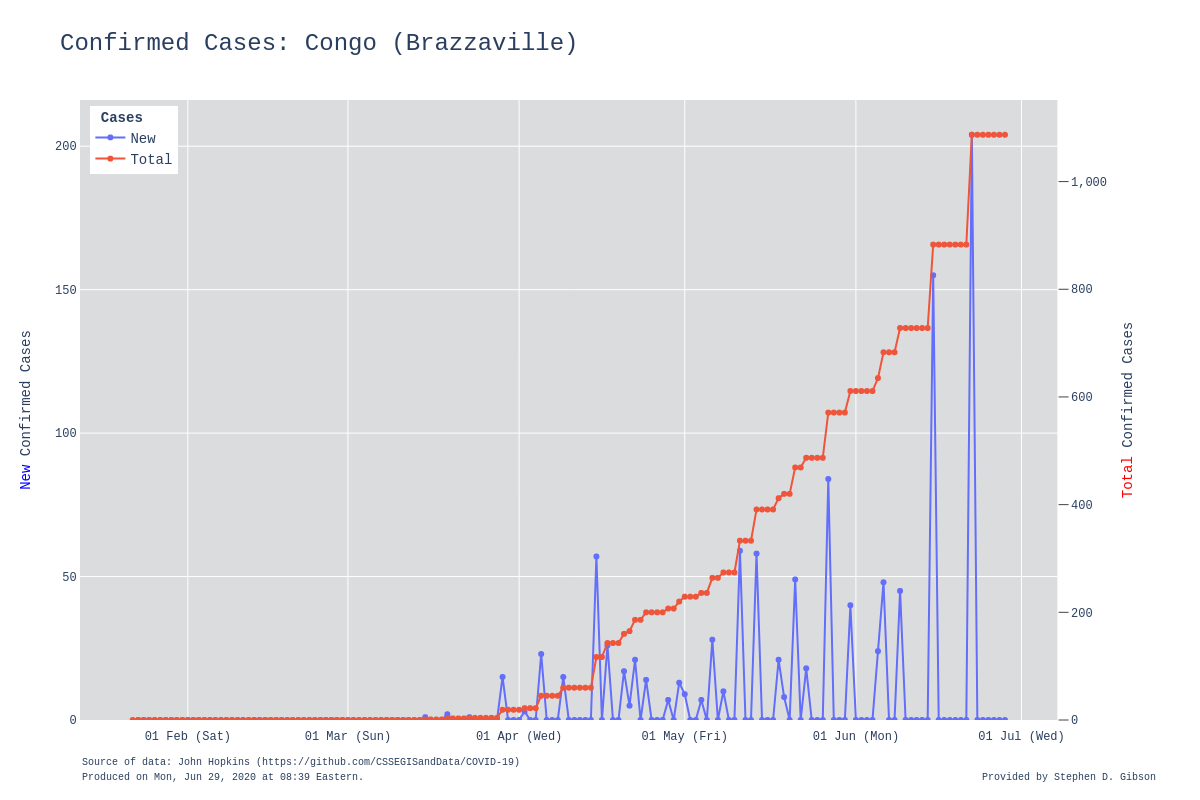 Confirmed Cases: Congo (Brazzaville)
Cases
New
Total
200
150
100
50
0
1,000
800
600
400
200
0
New Confirmed Cases
Total Confirmed Cases
01 Feb (Sat)
01 Mar (Sun)
01 Apr (Wed)
01 May (Fri)
01 Jun (Mon)
01 Jul (Wed)
Source of data: John Hopkins (https://github.com/CSSEGISandData/COVID-19)
Produced on Mon, Jun 29, 2020 at 08:39 Eastern.
Provided by Stephen D. Gibson